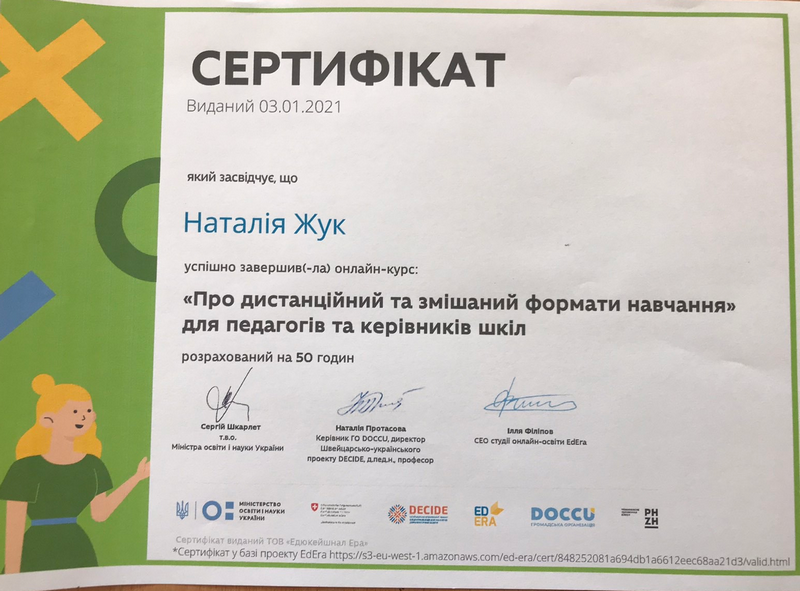 СЕРТИФІКАТ
Виданий 03.01.2021
який засвідчує, що
Наталія Жук
успішно завершив(-ла) онлайн-курс:
«Про дистанційний та змішаний формати навчання»
для педагогів та керівників шкіл
розрахований на 50 годин
Сергій Шкарлет
т.в.о.
Міністра освіти і науки України
Наталія Протасова
Керівник ГО DOCCU, директор
Швейцарсько-українського
проекту DECIDE, д.пед.н., професор
Ілля Філіпов
CEO студії онлайн-освіти EdEra
МІНІСТЕРСТВО
ОСВІТИ І НАУКИ
УКРАЇНИ
DECIDE
ED
ERA
DOCCU
ГРОМАДСЬКА ОРГАНІЗАЦІЯ
PH
ZH
Сертифікат виданий ТОВ «Едюкейшнал Ера»
*Сертифікат у базі проекту EdEra https://s3-eu-west-1.amazonaws.com/ed-era/cert/848252081a694db1a6612eec68aa21d3/valid.html